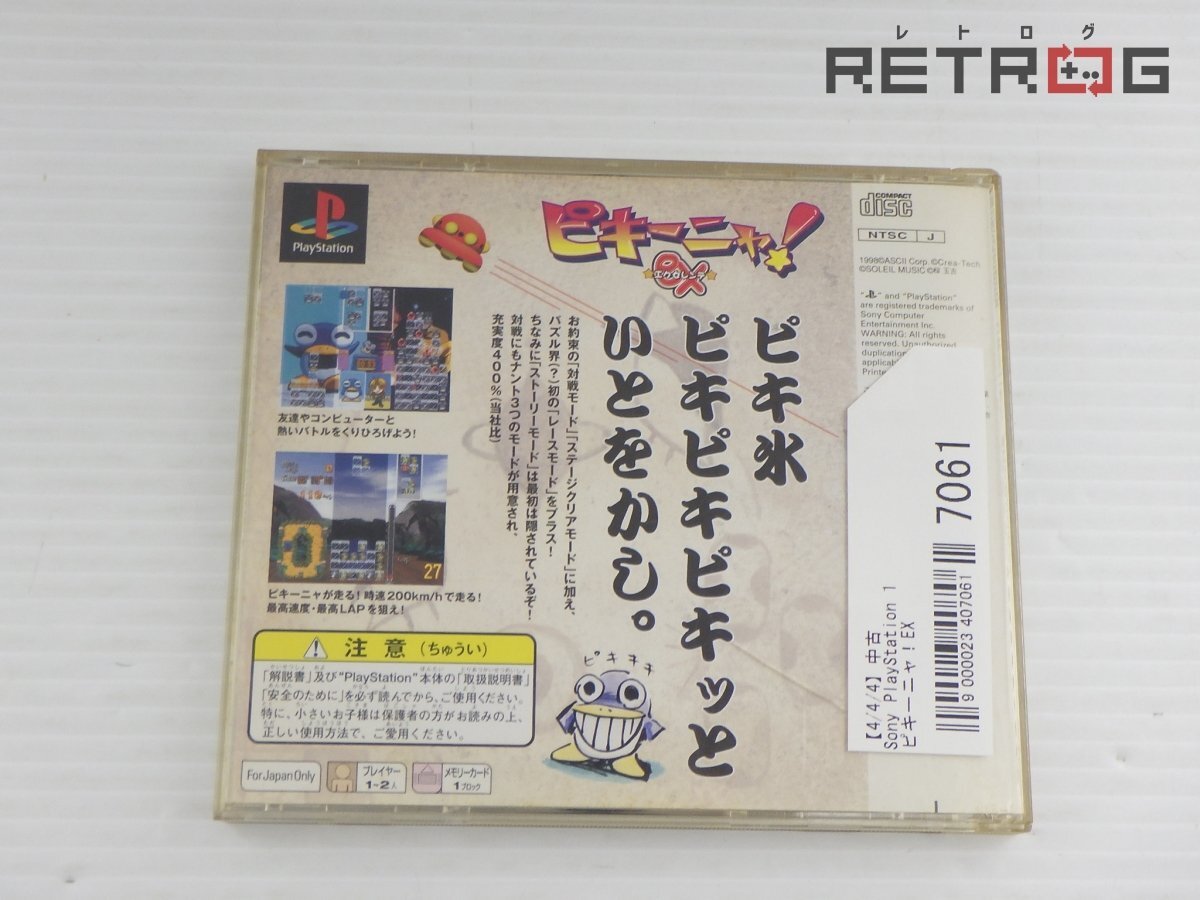 レトログ
RETROG
PlayStation
ピキーニャ!
エクセレンテ
EX
COMPACT
disc
NTSC J
1998©ASCII Corp. ©Crea-Tech
©SOLEIL MUSIC ©桜 玉吉
" " and "PlayStation"
are registered trademarks of
Sony Computer
Entertainment Inc.
WARNING: All rights
reserved. Unauthorized
duplication
ピキ氷
ピキピキピキッと
いとをかし。
お約束の「対戦モード」「ステージクリアモード」に加え、
パズル界(?)初の「レースモード」をプラス!
ちなみに「ストーリーモード」は最初は隠されているぞ!
対戦にもナント3つのモードが用意され、
充実度400%(当社比)
友達やコンピューターと
熱いバトルをくりひろげよう!
27
ピキーニャが走る!時速200km/hで走る!
最高速度・最高LAPを狙え!
注意(ちゅうい)
「解説書」及び"PlayStation"本体の「取扱説明書」
「安全のために」を必ず読んでから、ご使用ください。
特に、小さいお子様は保護者の方がお読みの上、
正しい使用方法で、ご愛用ください。
ピキキキ
For Japan Only
プレイヤー
1~2人
メモリーカード
1ブロック
【4/4/4】中古
Sony PlayStation 1
ピキーニャ!EX
7061
9 000023 407061